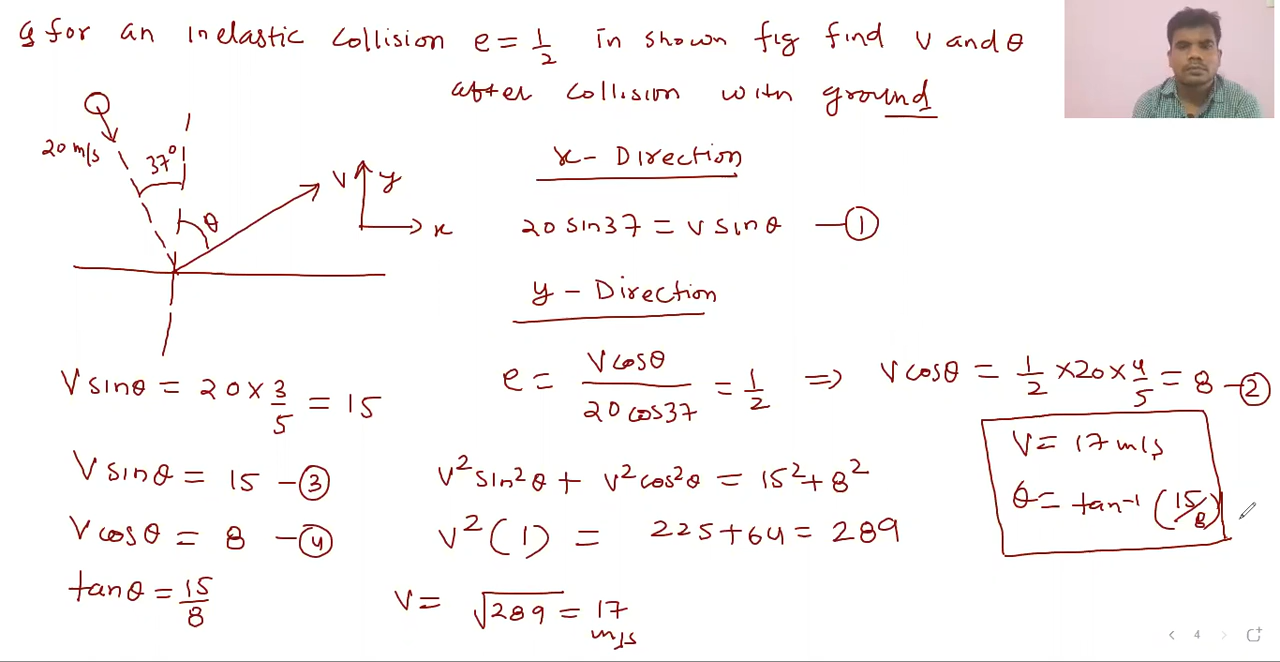 Q for an inelastic collision e = 1/2 in shown fig find v and θ
after collision with ground
20 m/s
37°
θ
v
y
x
x - Direction
20 sin37 = v sinθ —①
y - Direction
e = v cosθ / 20 cos37 = 1/2 ⇒ v cosθ = 1/2 × 20 × 4/5 = 8 —②
v sinθ = 20 × 3/5 = 15
v sinθ = 15 —③
v cosθ = 8 —④
tanθ = 15/8
v² sin²θ + v² cos²θ = 15² + 8²
v² (1) = 225 + 64 = 289
v = √289 = 17 m/s
v = 17 m/s
θ = tan⁻¹ (15/8)
< 4 >